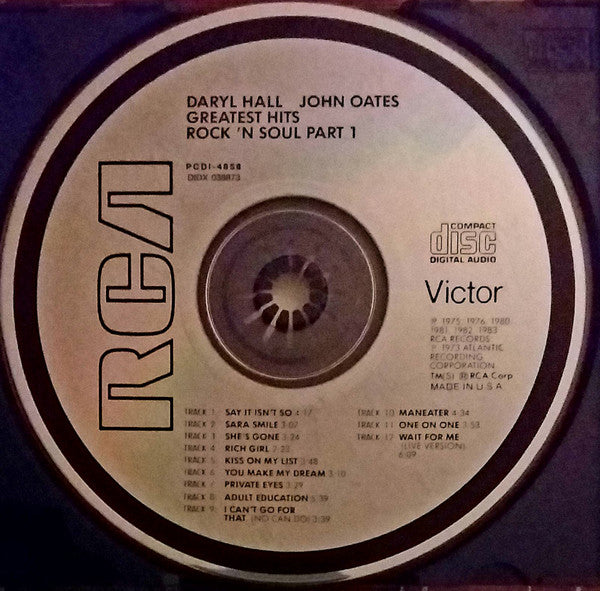 DARYL HALL JOHN OATES
GREATEST HITS
ROCK 'N SOUL PART 1
PCD1-4858
DIDX 038873
RCA
COMPACT
disc
DIGITAL AUDIO
Victor
℗ 1975, 1976, 1980,
1981, 1982, 1983
RCA RECORDS
℗ 1973 ATLANTIC
RECORDING
CORPORATION
TM(S) ® RCA Corp
MADE IN U.S.A
TRACK 1 SAY IT ISN'T SO 4:17
TRACK 2 SARA SMILE 3:07
TRACK 3 SHE'S GONE 3:24
TRACK 4 RICH GIRL 2:23
TRACK 5 KISS ON MY LIST 3:48
TRACK 6 YOU MAKE MY DREAM 3:10
TRACK 7 PRIVATE EYES 3:29
TRACK 8 ADULT EDUCATION 5:39
TRACK 9 I CAN'T GO FOR
THAT (NO CAN DO) 3:39
TRACK 10 MANEATER 4:34
TRACK 11 ONE ON ONE 3:53
TRACK 12 WAIT FOR ME
(LIVE VERSION)
6:09